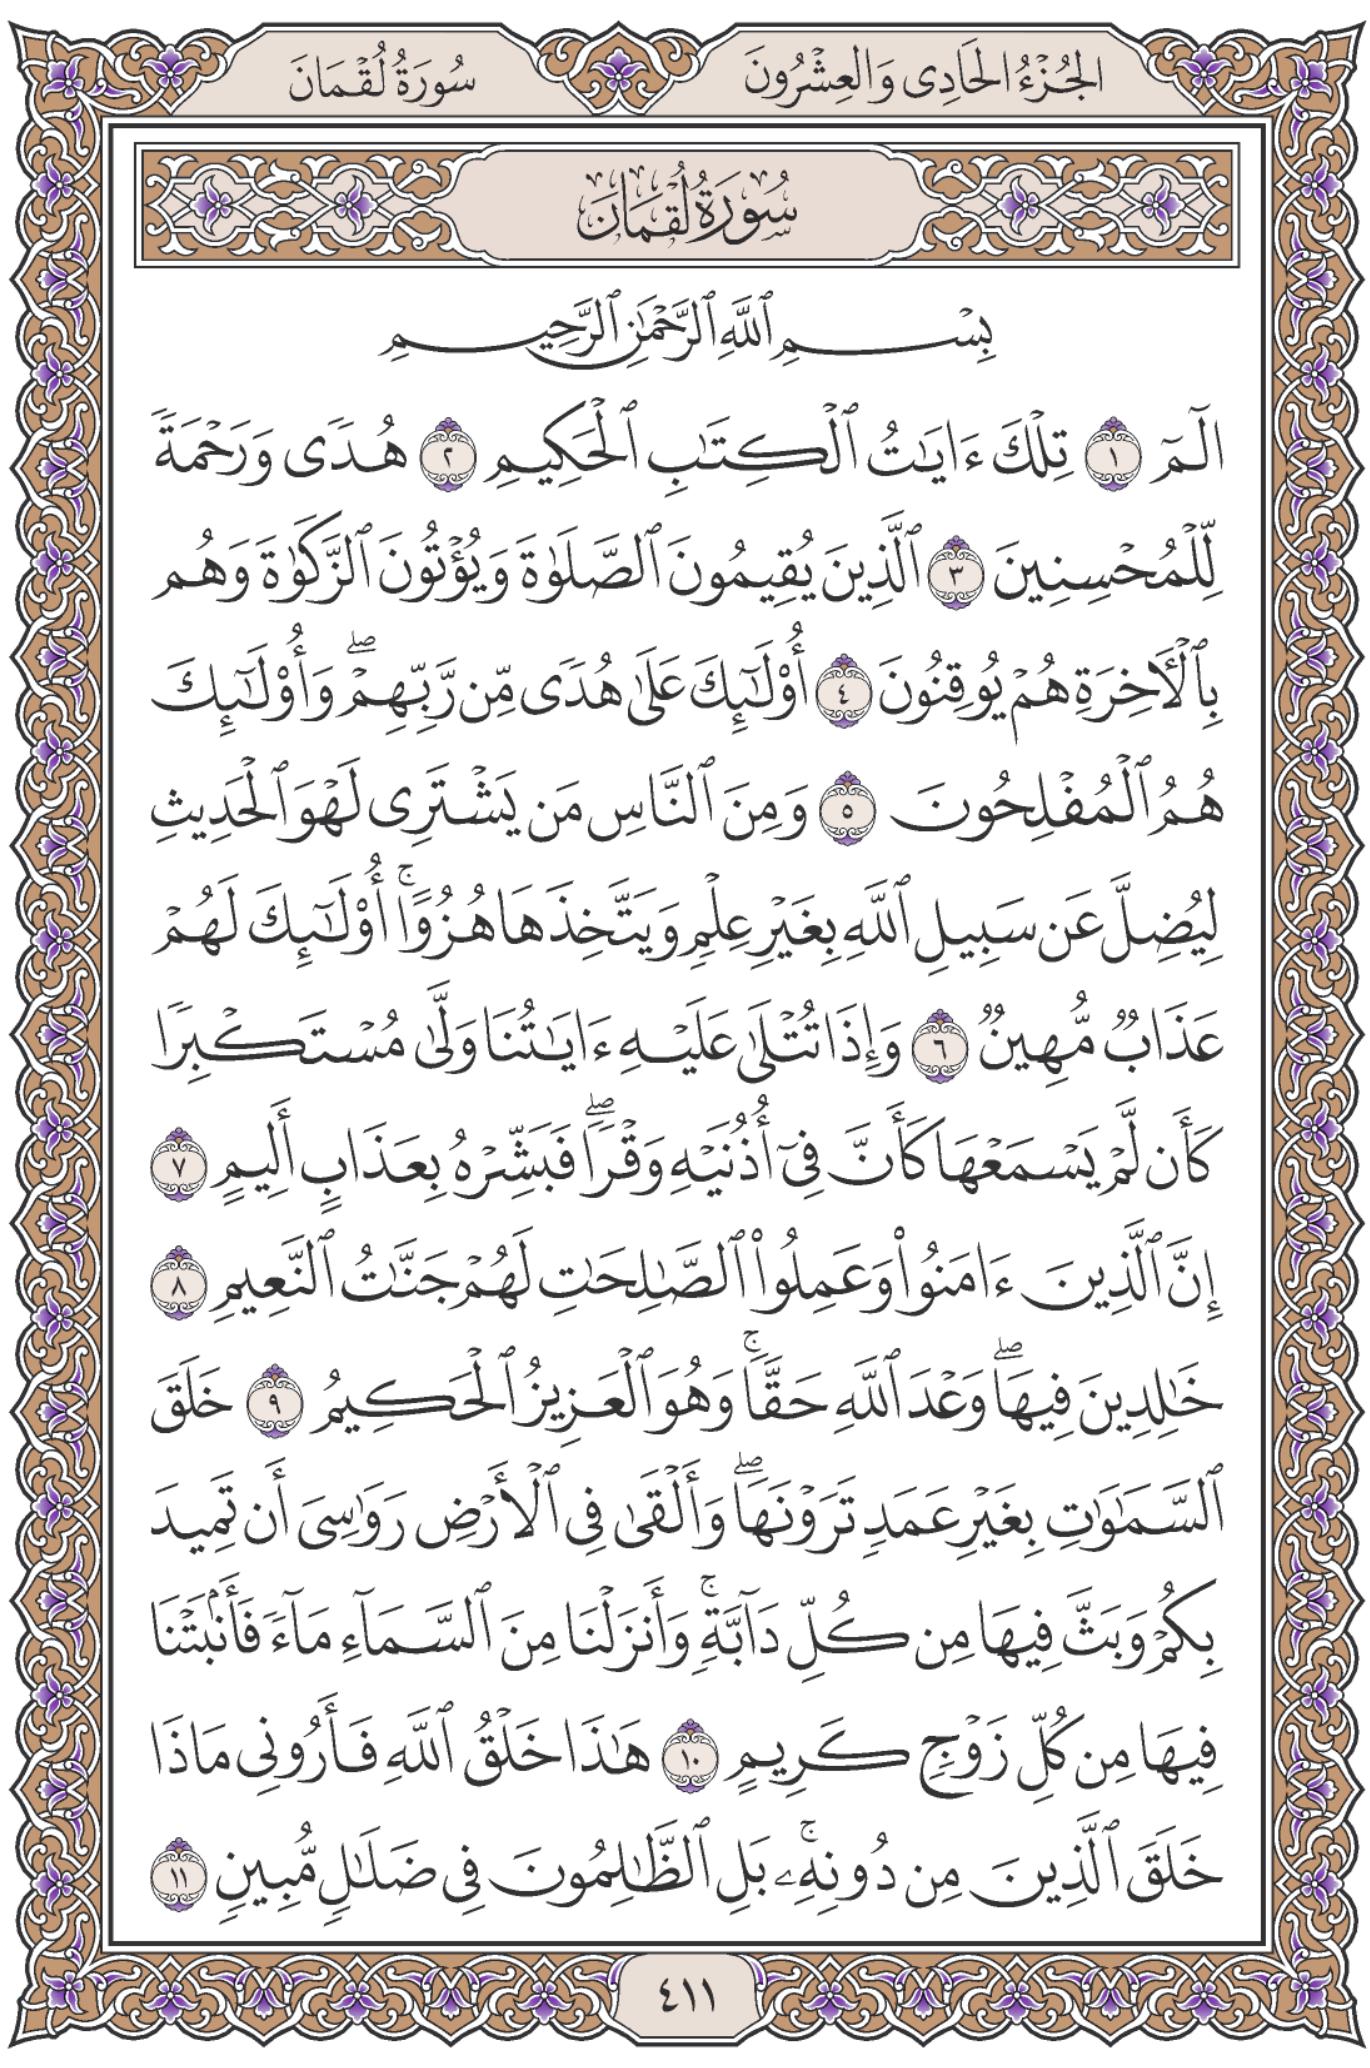 الجُزْءُ الحَادِى وَالعِشْرُونَ
سُورَةُ لُقْمَانَ
سُورَةُ لُقْمَانَ
بِسْمِ ٱللَّهِ ٱلرَّحْمَٰنِ ٱلرَّحِيمِ
الٓمٓ ١ تِلْكَ ءَايَٰتُ ٱلْكِتَٰبِ ٱلْحَكِيمِ ٢ هُدًى وَرَحْمَةً
لِّلْمُحْسِنِينَ ٣ ٱلَّذِينَ يُقِيمُونَ ٱلصَّلَوٰةَ وَيُؤْتُونَ ٱلزَّكَوٰةَ وَهُم
بِٱلْأَخِرَةِ هُمْ يُوقِنُونَ ٤ أُوْلَٰٓئِكَ عَلَىٰ هُدًى مِّن رَّبِّهِمْۖ وَأُوْلَٰٓئِكَ
هُمُ ٱلْمُفْلِحُونَ ٥ وَمِنَ ٱلنَّاسِ مَن يَشْتَرِى لَهْوَ ٱلْحَدِيثِ
لِيُضِلَّ عَن سَبِيلِ ٱللَّهِ بِغَيْرِ عِلْمٍ وَيَتَّخِذَهَا هُزُوًاۚ أُوْلَٰٓئِكَ لَهُمْ
عَذَابٌ مُّهِينٌ ٦ وَإِذَا تُتْلَىٰ عَلَيْهِ ءَايَٰتُنَا وَلَّىٰ مُسْتَكْبِرًا
كَأَن لَّمْ يَسْمَعْهَا كَأَنَّ فِىٓ أُذُنَيْهِ وَقْرًاۖ فَبَشِّرْهُ بِعَذَابٍ أَلِيمٍ ٧
إِنَّ ٱلَّذِينَ ءَامَنُوا۟ وَعَمِلُوا۟ ٱلصَّٰلِحَٰتِ لَهُمْ جَنَّٰتُ ٱلنَّعِيمِ ٨
خَٰلِدِينَ فِيهَاۖ وَعْدَ ٱللَّهِ حَقًّاۚ وَهُوَ ٱلْعَزِيزُ ٱلْحَكِيمُ ٩ خَلَقَ
ٱلسَّمَٰوَٰتِ بِغَيْرِ عَمَدٍ تَرَوْنَهَاۖ وَأَلْقَىٰ فِى ٱلْأَرْضِ رَوَٰسِىَ أَن تَمِيدَ
بِكُمْ وَبَثَّ فِيهَا مِن كُلِّ دَآبَّةٍۚ وَأَنزَلْنَا مِنَ ٱلسَّمَآءِ مَآءً فَأَنۢبَتْنَا
فِيهَا مِن كُلِّ زَوْجٍ كَرِيمٍ ١٠ هَٰذَا خَلْقُ ٱللَّهِ فَأَرُونِى مَاذَا
خَلَقَ ٱلَّذِينَ مِن دُونِهِۦۚ بَلِ ٱلظَّٰلِمُونَ فِى ضَلَٰلٍ مُّبِينٍ ١١
٤١١